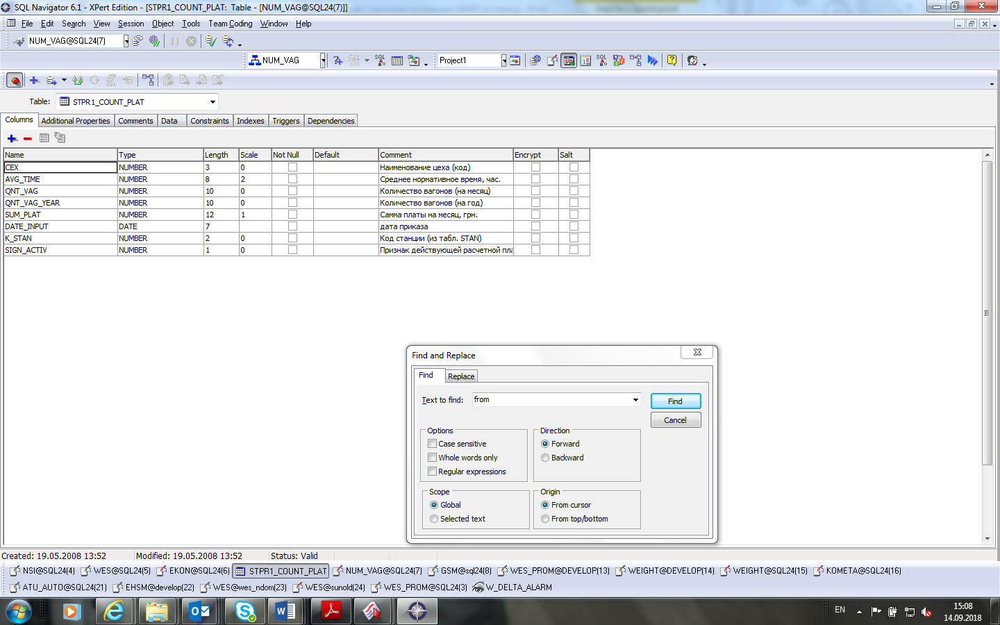 SQL Navigator 6.1 - XPert Edition - [STPR1_COUNT_PLAT:  Table - [NUM_VAG@SQL24(7)]]
File Edit Search View Session Object Tools Team Coding Window Help
NUM_VAG@SQL24(7)
NUM_VAG Project1
Table: STPR1_COUNT_PLAT
Columns Additional Properties Comments Data Constraints Indexes Triggers Dependencies
Name Type Length Scale Not Null Default Comment Encrypt Salt
CEX NUMBER 3 0 Наименование цеха (код)
AVG_TIME NUMBER 8 2 Среднее нормативное время, час.
QNT_VAG NUMBER 10 0 Количество вагонов (на месяц)
QNT_VAG_YEAR NUMBER 10 0 Количество вагонов (на год)
SUM_PLAT NUMBER 12 1 Самма платы на месяц, грн.
DATE_INPUT DATE 7 дата приказа
K_STAN NUMBER 2 0 Код станции (из табл. STAN)
SIGN_ACTIV NUMBER 1 0 Признак действующей расчетной пла
Find and Replace
Find Replace
Text to find: from Find
Cancel
Options Direction
Case sensitive Forward
Whole words only Backward
Regular expressions
Scope Origin
Global From cursor
Selected text From top/bottom
Created: 19.05.2008 13:52 Modified: 19.05.2008 13:52 Status: Valid
NSI@SQL24(4) WES@SQL24(5) EKON@SQL24(6) STPR1_COUNT_PLAT NUM_VAG@SQL24(7) GSM@sql24(8) WES_PROM@DEVELOP(13) WEIGHT@DEVELOP(14) WEIGHT@SQL24(15) KOMETA@SQL24(16)
ATU_AUTO@SQL24(21) EHSM@develop(22) WES@wes_ndom(23) WES@sunold(24) WES_PROM@SQL24(3) W_DELTA_ALARM
EN 15:08
14.09.2018